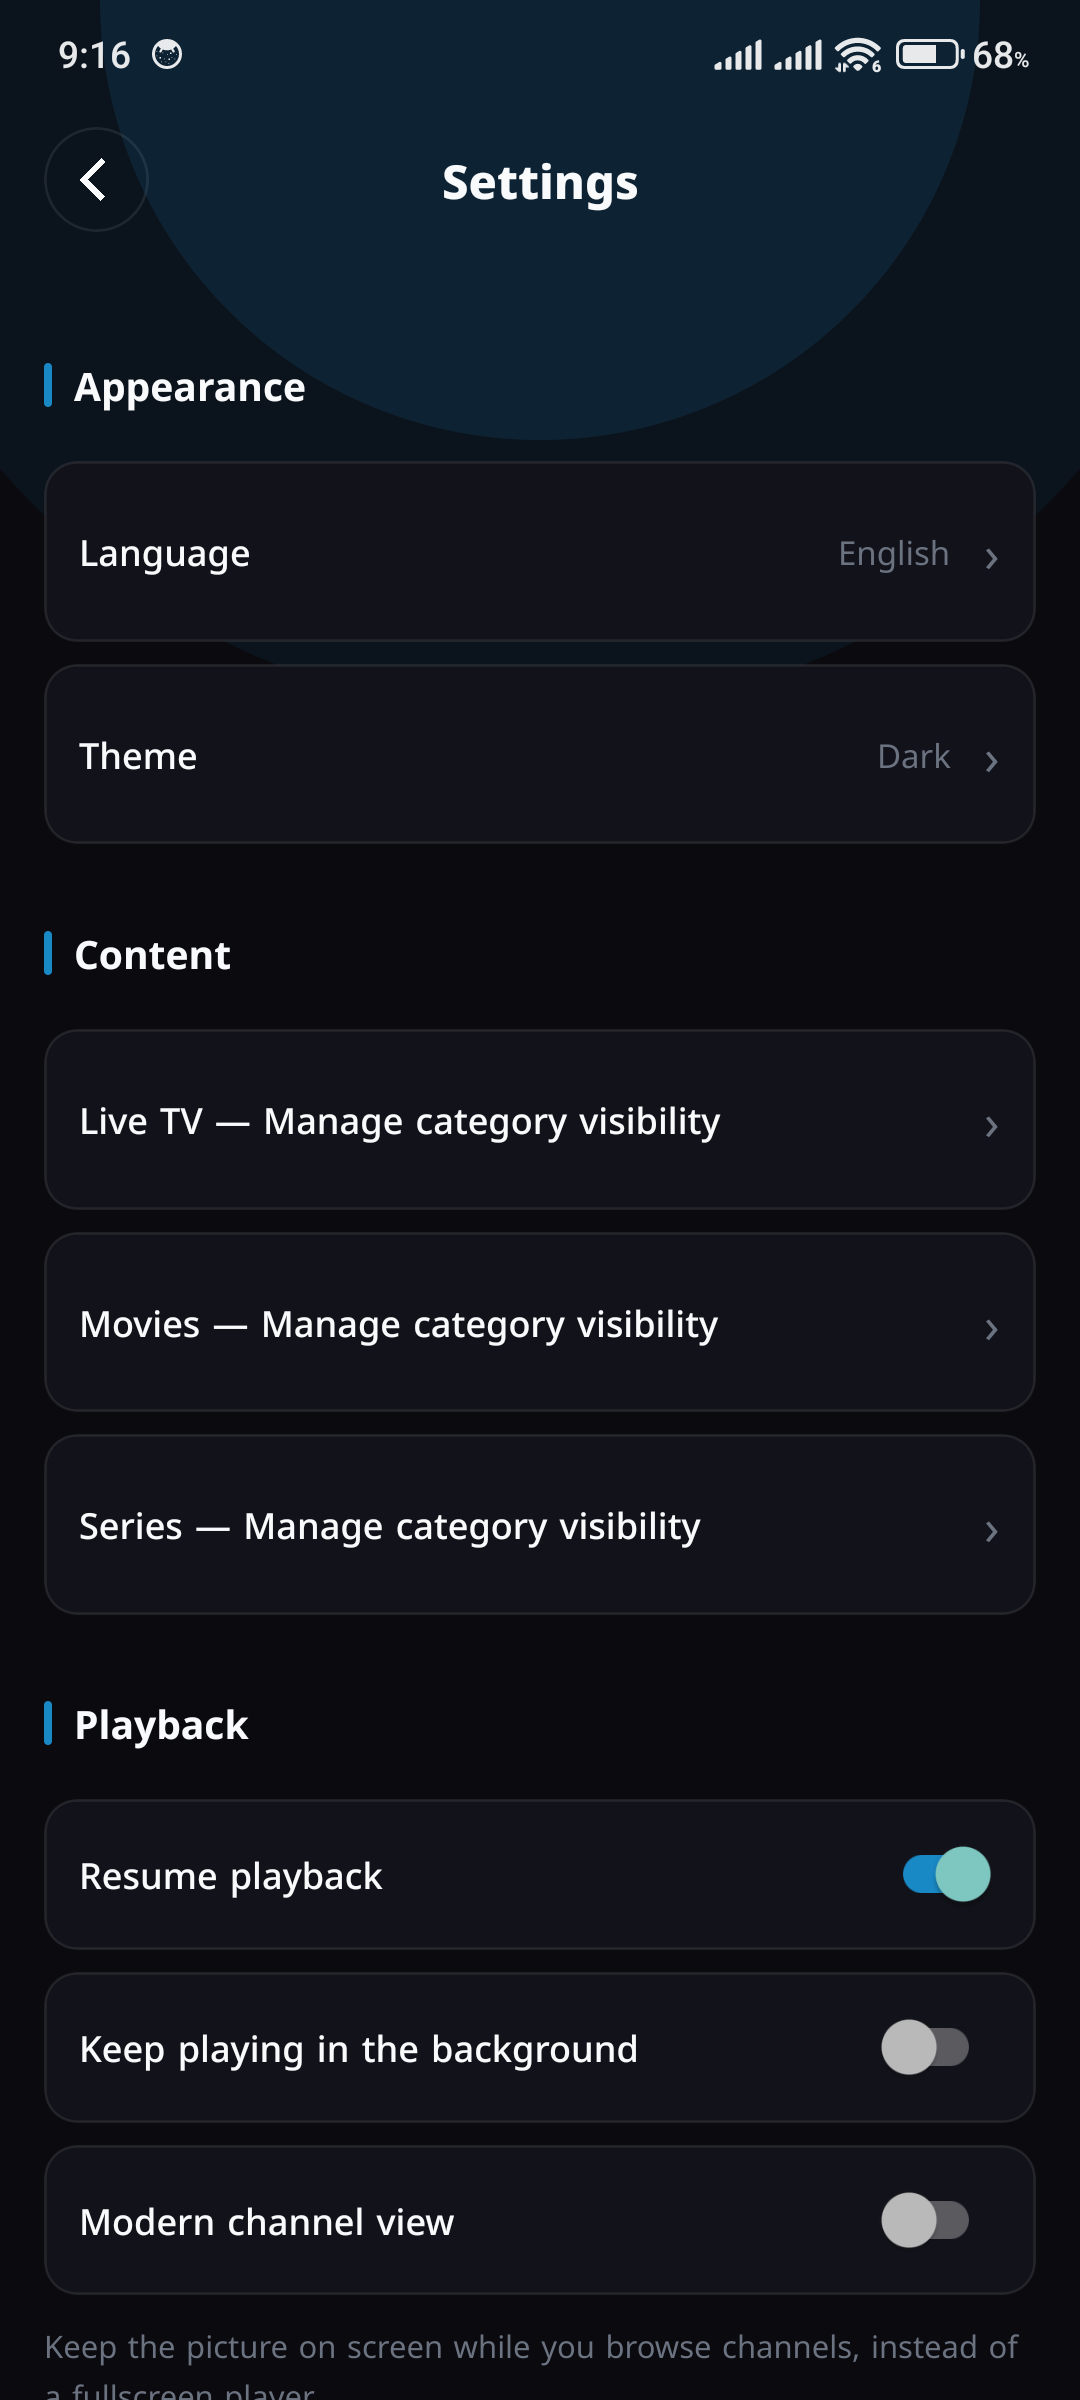 9:16
68%
Settings
Appearance
Language
English
Theme
Dark
Content
Live TV — Manage category visibility
Movies — Manage category visibility
Series — Manage category visibility
Playback
Resume playback
Keep playing in the background
Modern channel view
Keep the picture on screen while you browse channels, instead of
a fullscreen player.